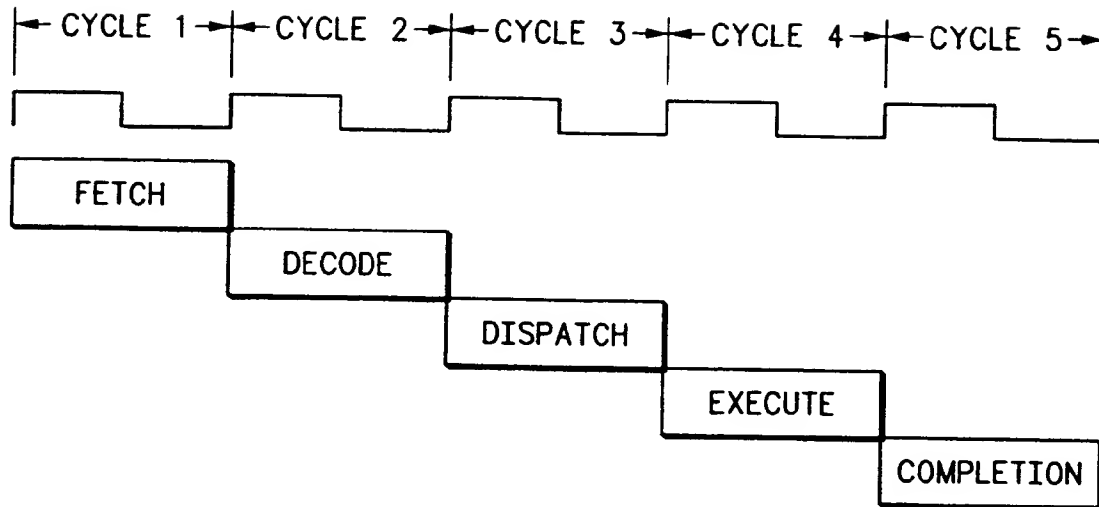 CYCLE 1 CYCLE 2 CYCLE 3 CYCLE 4 CYCLE 5
FETCH
DECODE
DISPATCH
EXECUTE
COMPLETION